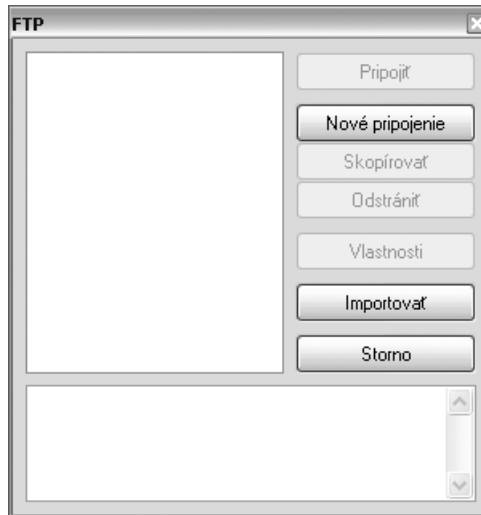 FTP
Pripojiť
Nové pripojenie
Skopírovať
Odstrániť
Vlastnosti
Importovať
Storno